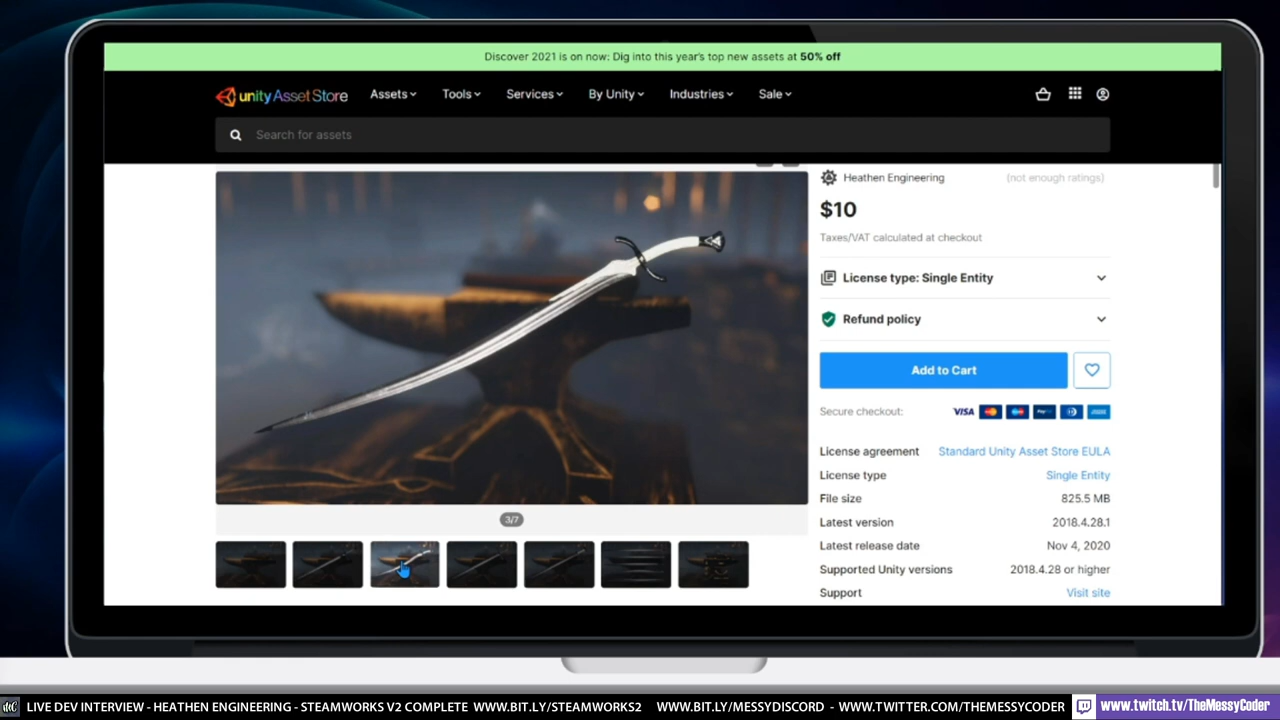 Discover 2021 is on now: Dig into this year's top new assets at 50% off
unity Asset Store
Assets
Tools
Services
By Unity
Industries
Sale
Search for assets
Heathen Engineering
(not enough ratings)
$10
Taxes/VAT calculated at checkout
License type: Single Entity
Refund policy
Add to Cart
Secure checkout:
VISA
License agreement
Standard Unity Asset Store EULA
License type
Single Entity
File size
825.5 MB
Latest version
2018.4.28.1
Latest release date
Nov 4, 2020
Supported Unity versions
2018.4.28 or higher
Support
Visit site
3/7
LIVE DEV INTERVIEW - HEATHEN ENGINEERING - STEAMWORKS V2 COMPLETE WWW.BIT.LY/STEAMWORKS2 WWW.BIT.LY/MESSYDISCORD - WWW.TWITTER.COM/THEMESSYCODER
www.twitch.tv/TheMessyCoder